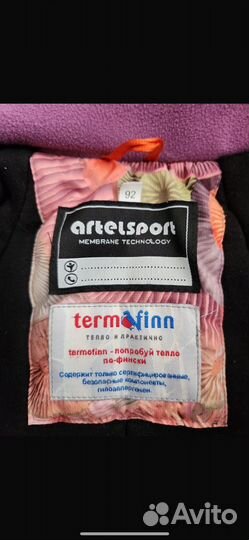 92
artelsport
MEMBRANE TECHNOLOGY
termofinn
ТЕПЛО И ПРАКТИЧНО
termofinn - попробуй тепло
по-фински
Содержит только сертифицированные,
безопасные компоненты,
гипоаллергенен.
Avito